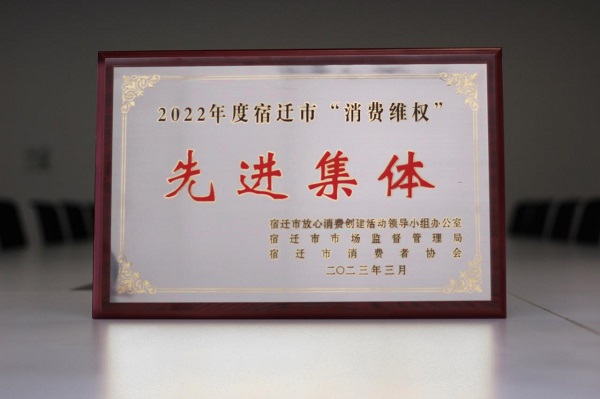 2022年度宿迁市“消费维权”
先进集体
宿迁市放心消费创建活动领导小组办公室
宿迁市市场监督管理局
宿迁市消费者协会
二〇二三年三月